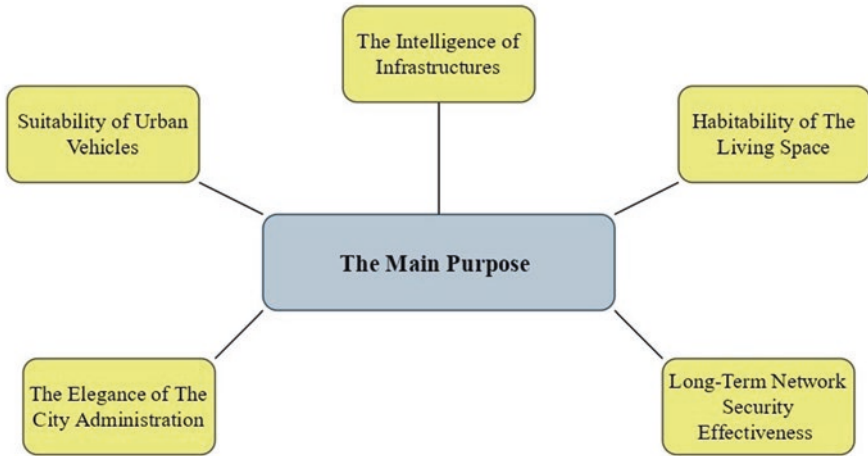 The Intelligence of
Infrastructures
Suitability of Urban
Vehicles
Habitability of The
Living Space
The Main Purpose
The Elegance of The
City Administration
Long-Term Network
Security
Effectiveness